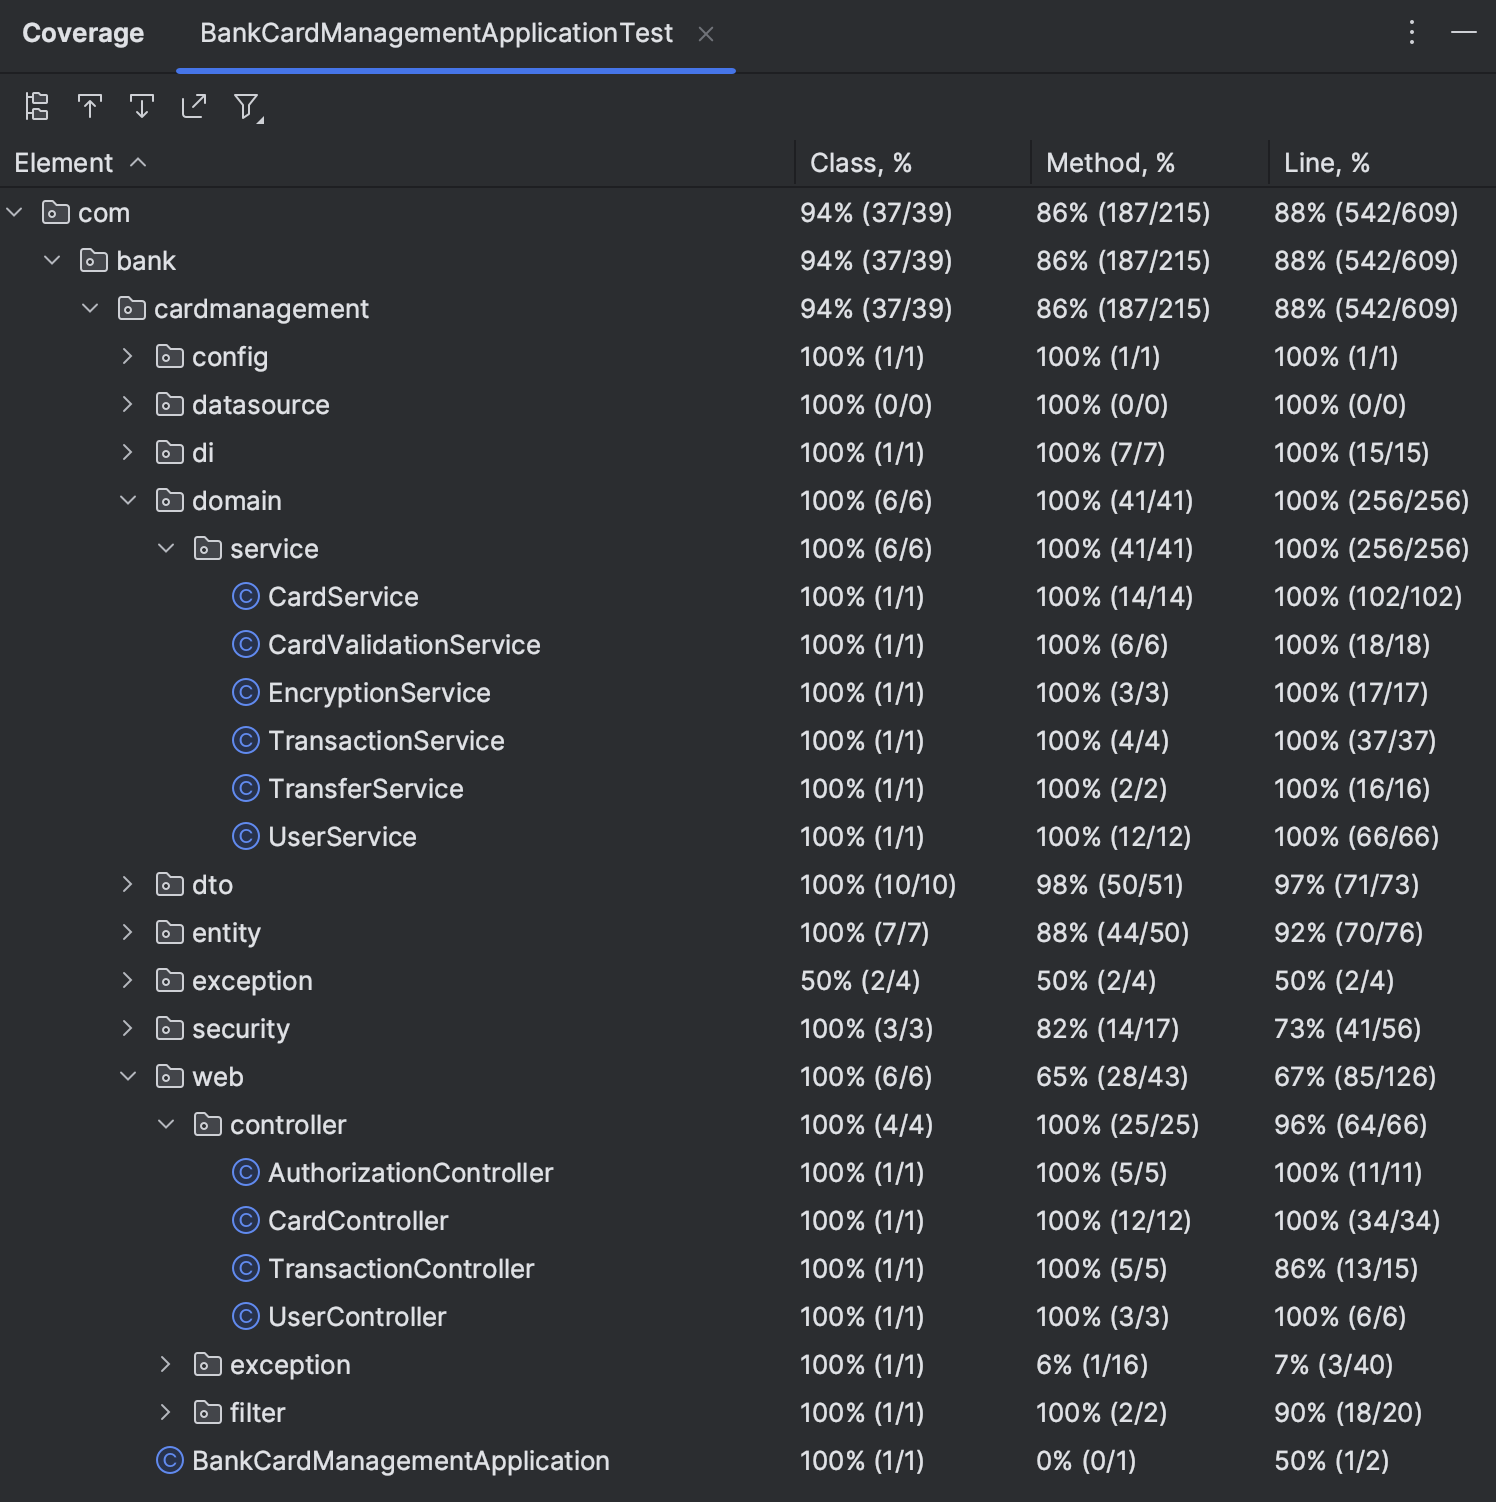 Coverage BankCardManagementApplicationTest
Element Class, % Method, % Line, %
com 94% (37/39) 86% (187/215) 88% (542/609)
bank 94% (37/39) 86% (187/215) 88% (542/609)
cardmanagement 94% (37/39) 86% (187/215) 88% (542/609)
config 100% (1/1) 100% (1/1) 100% (1/1)
datasource 100% (0/0) 100% (0/0) 100% (0/0)
di 100% (1/1) 100% (7/7) 100% (15/15)
domain 100% (6/6) 100% (41/41) 100% (256/256)
service 100% (6/6) 100% (41/41) 100% (256/256)
CardService 100% (1/1) 100% (14/14) 100% (102/102)
CardValidationService 100% (1/1) 100% (6/6) 100% (18/18)
EncryptionService 100% (1/1) 100% (3/3) 100% (17/17)
TransactionService 100% (1/1) 100% (4/4) 100% (37/37)
TransferService 100% (1/1) 100% (2/2) 100% (16/16)
UserService 100% (1/1) 100% (12/12) 100% (66/66)
dto 100% (10/10) 98% (50/51) 97% (71/73)
entity 100% (7/7) 88% (44/50) 92% (70/76)
exception 50% (2/4) 50% (2/4) 50% (2/4)
security 100% (3/3) 82% (14/17) 73% (41/56)
web 100% (6/6) 65% (28/43) 67% (85/126)
controller 100% (4/4) 100% (25/25) 96% (64/66)
AuthorizationController 100% (1/1) 100% (5/5) 100% (11/11)
CardController 100% (1/1) 100% (12/12) 100% (34/34)
TransactionController 100% (1/1) 100% (5/5) 86% (13/15)
UserController 100% (1/1) 100% (3/3) 100% (6/6)
exception 100% (1/1) 6% (1/16) 7% (3/40)
filter 100% (1/1) 100% (2/2) 90% (18/20)
BankCardManagementApplication 100% (1/1) 0% (0/1) 50% (1/2)